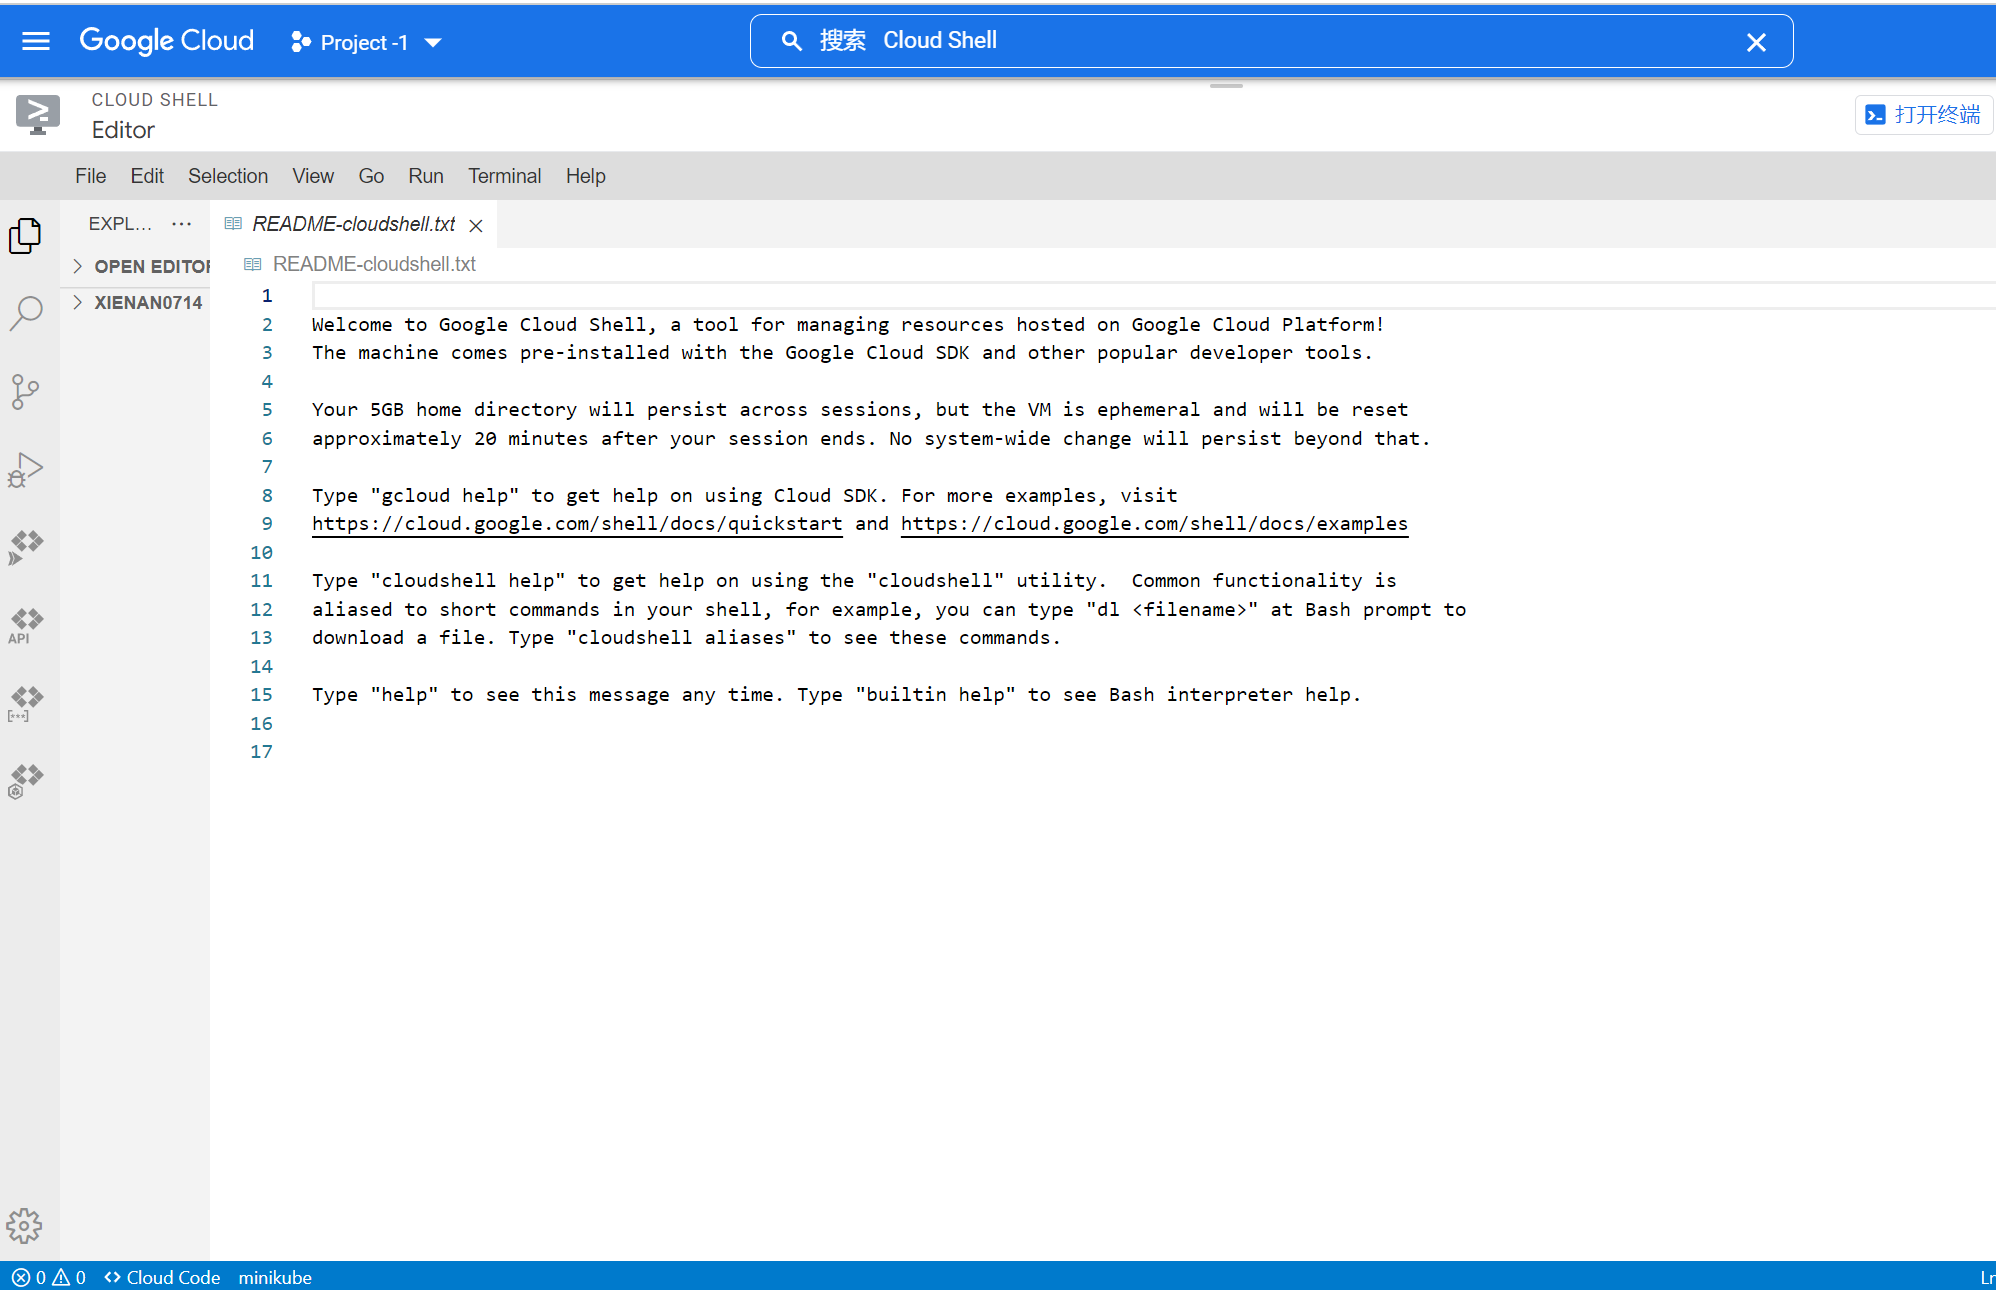 Google Cloud
Project -1
搜索 Cloud Shell
CLOUD SHELL
Editor
打开终端
File Edit Selection View Go Run Terminal Help
EXPL...
README-cloudshell.txt
OPEN EDITOR
README-cloudshell.txt
XIENAN0714
1
2 Welcome to Google Cloud Shell, a tool for managing resources hosted on Google Cloud Platform!
3 The machine comes pre-installed with the Google Cloud SDK and other popular developer tools.
4
5 Your 5GB home directory will persist across sessions, but the VM is ephemeral and will be reset
6 approximately 20 minutes after your session ends. No system-wide change will persist beyond that.
7
8 Type "gcloud help" to get help on using Cloud SDK. For more examples, visit
9 https://cloud.google.com/shell/docs/quickstart and https://cloud.google.com/shell/docs/examples
10
11 Type "cloudshell help" to get help on using the "cloudshell" utility.  Common functionality is
12 aliased to short commands in your shell, for example, you can type "dl <filename>" at Bash prompt to
13 download a file. Type "cloudshell aliases" to see these commands.
14
15 Type "help" to see this message any time. Type "builtin help" to see Bash interpreter help.
16
17
API
0 0 Cloud Code minikube
Ln